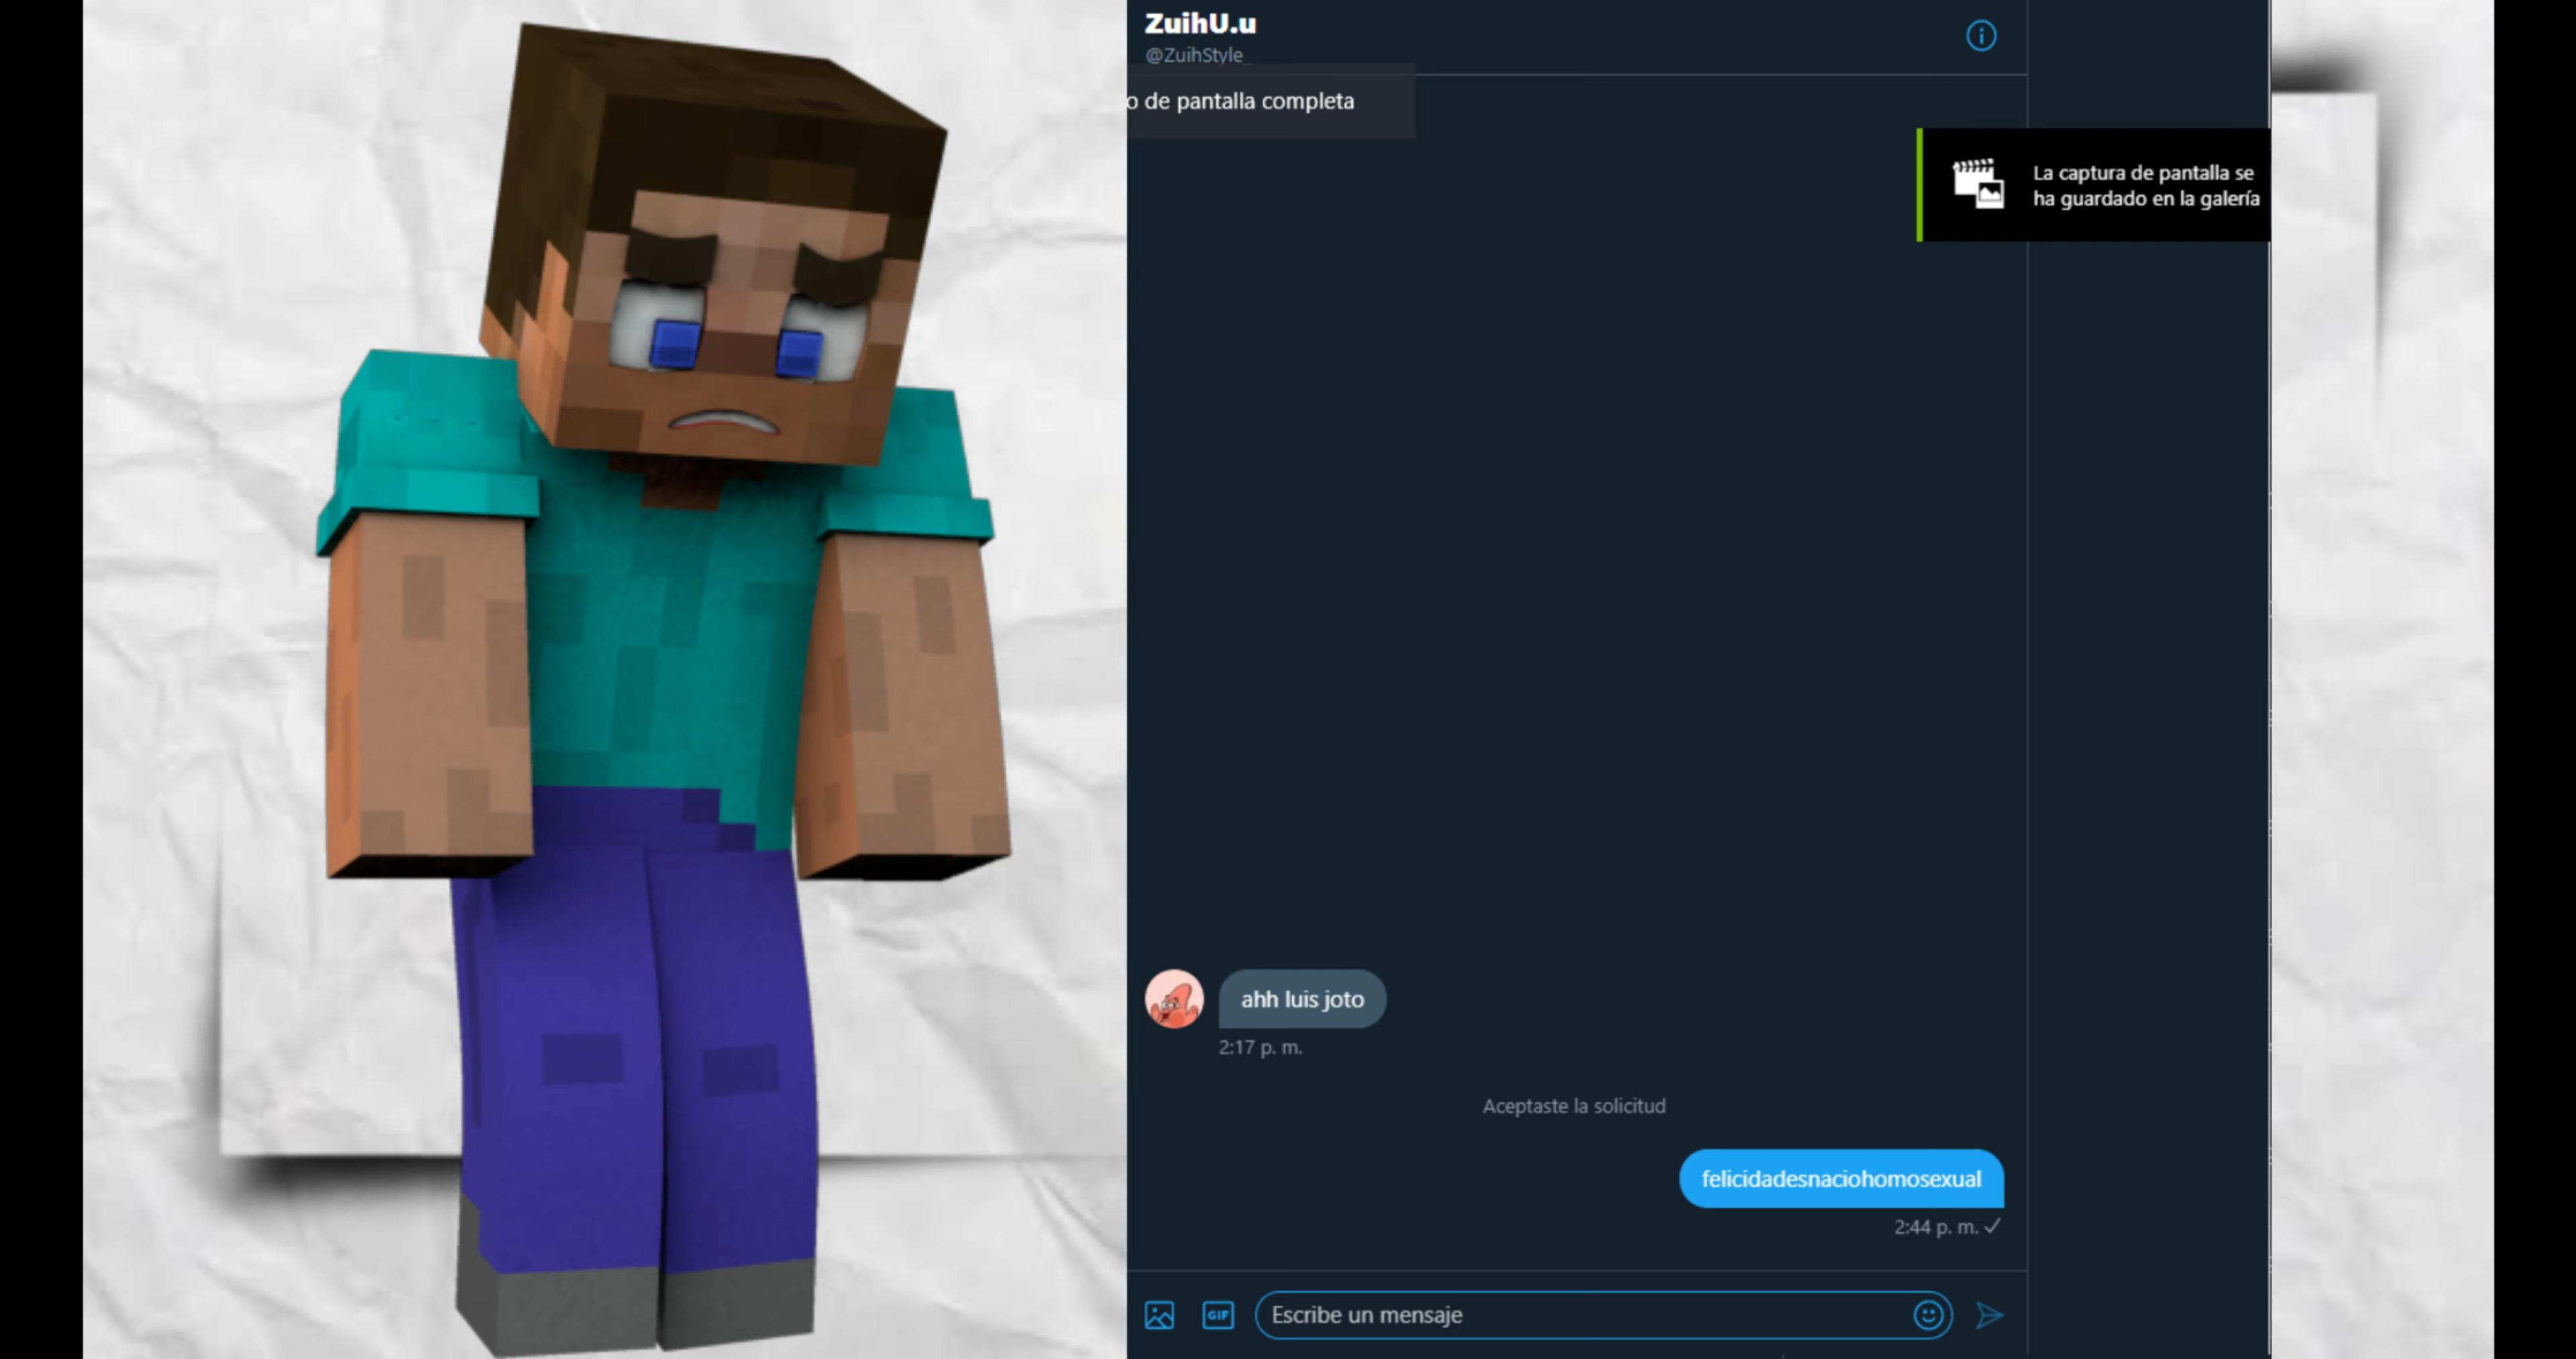 ZuihU.u
@ZuihStyle_
o de pantalla completa
La captura de pantalla se
ha guardado en la galería
ahh luis joto
2:17 p. m.
Aceptaste la solicitud
felicidadesnaciohomosexual
2:44 p. m.
GIF
Escribe un mensaje